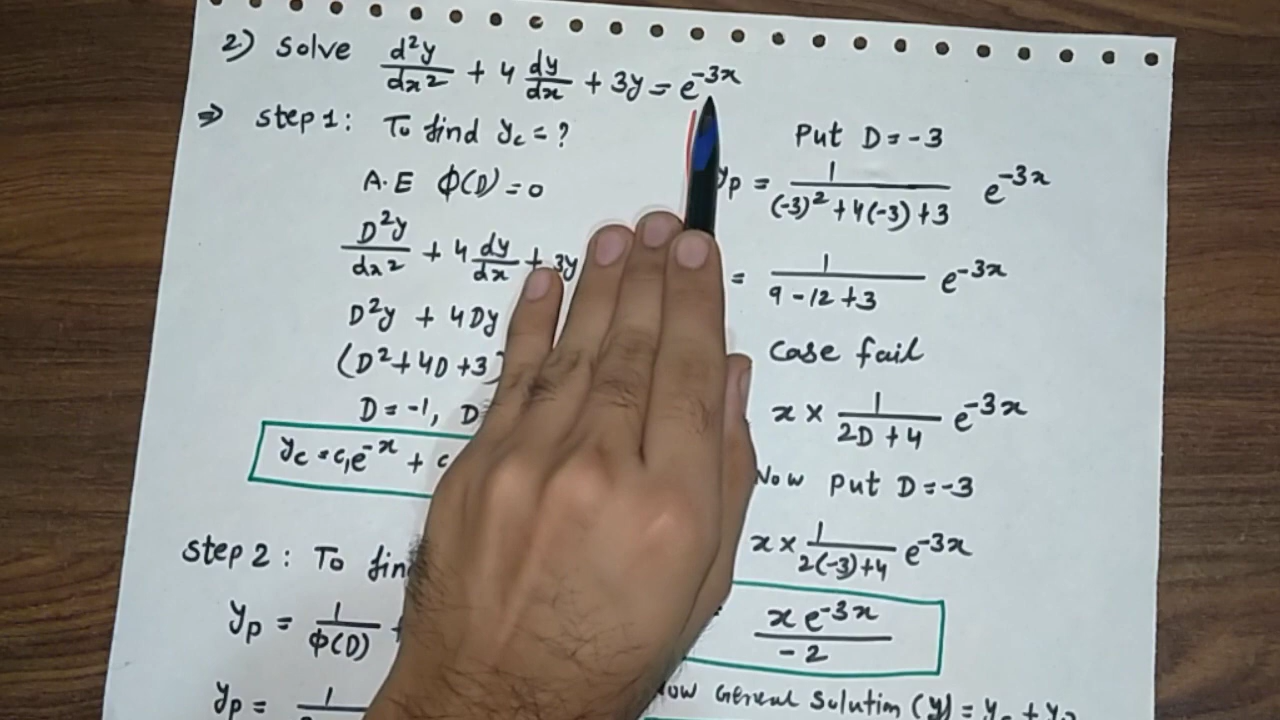 2) Solve d²y/dx² + 4 dy/dx + 3y = e^-3x
⇒ Step 1: To find yc = ?
A.E Φ(D) = 0
D²y/dx² + 4 dy/dx + 3y
D²y + 4Dy
(D² + 4D + 3)
D = -1, D
yc = c₁e^-x + c
Step 2: To find
yp = 1/Φ(D)
yp = 1
Put D = -3
yp = 1/((-3)² + 4(-3) + 3) e^-3x
= 1/(9 - 12 + 3) e^-3x
Case fail
x × 1/(2D + 4) e^-3x
Now Put D = -3
x × 1/(2(-3) + 4) e^-3x
x e^-3x / -2
Now General Solution (y) = yc + yp